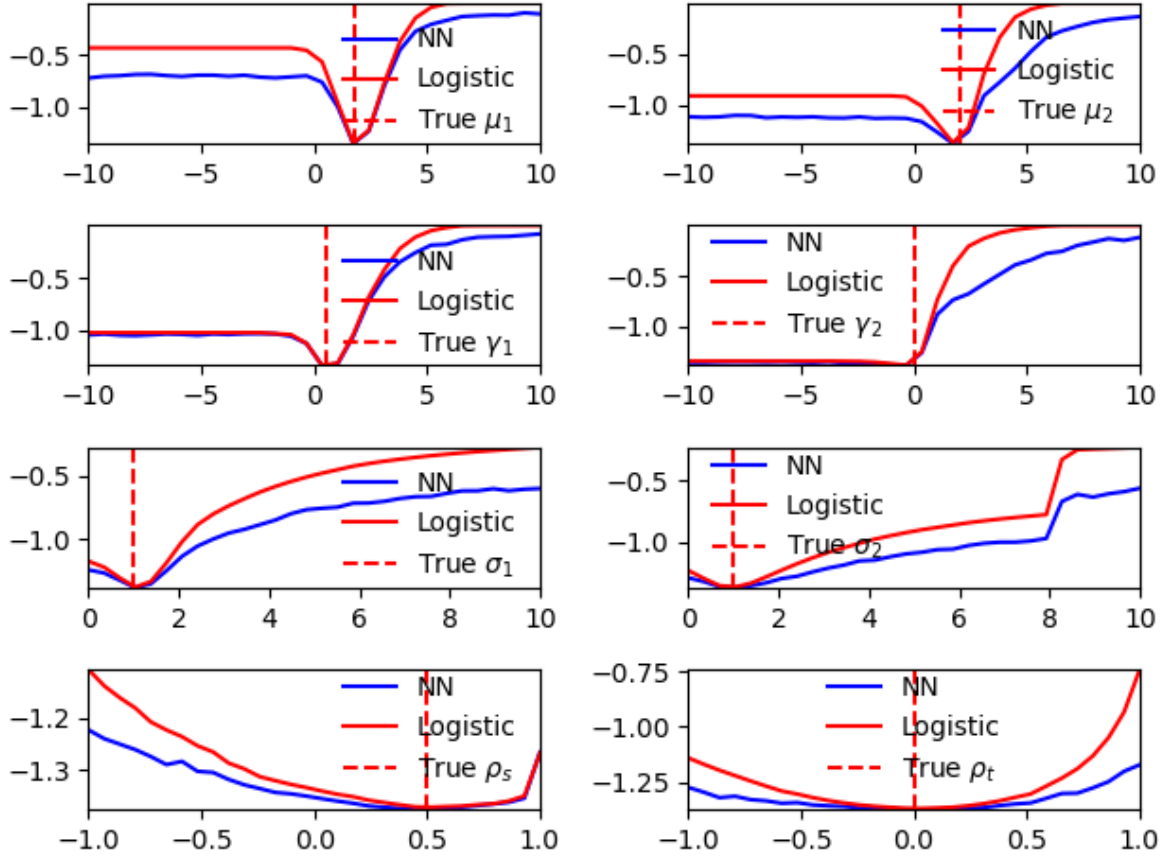 −0.5
−1.0
NN
Logistic
True μ₁
−10 −5 0 5 10
−0.5
−1.0
NN
Logistic
True μ₂
−10 −5 0 5 10
−0.5
−1.0
NN
Logistic
True γ₁
−10 −5 0 5 10
−0.5
−1.0
NN
Logistic
True γ₂
−10 −5 0 5 10
−0.5
−1.0
NN
Logistic
True σ₁
0 2 4 6 8 10
−0.5
−1.0
NN
Logistic
True σ₂
0 2 4 6 8 10
−1.2
−1.3
NN
Logistic
True ρₛ
−1.0 −0.5 0.0 0.5 1.0
−0.75
−1.00
−1.25
NN
Logistic
True ρₜ
−1.0 −0.5 0.0 0.5 1.0